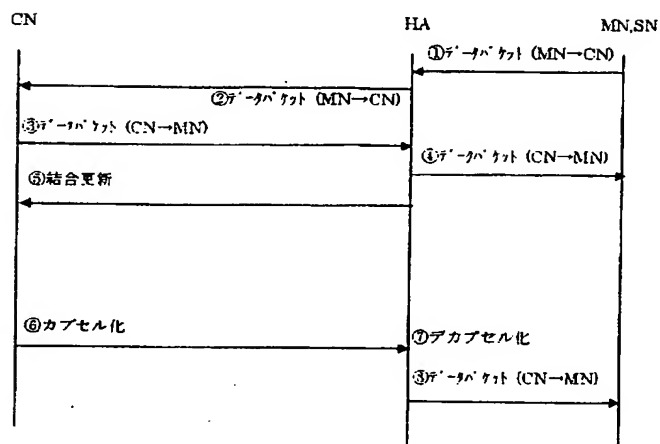 CN
HA
MN,SN
①ﾃﾞｰﾀﾊﾟｹｯﾄ (MN→CN)
②ﾃﾞｰﾀﾊﾟｹｯﾄ (MN→CN)
③ﾃﾞｰﾀﾊﾟｹｯﾄ (CN→MN)
④ﾃﾞｰﾀﾊﾟｹｯﾄ (CN→MN)
⑤結合更新
⑥カプセル化
⑦デカプセル化
⑧ﾃﾞｰﾀﾊﾟｹｯﾄ (CN→MN)